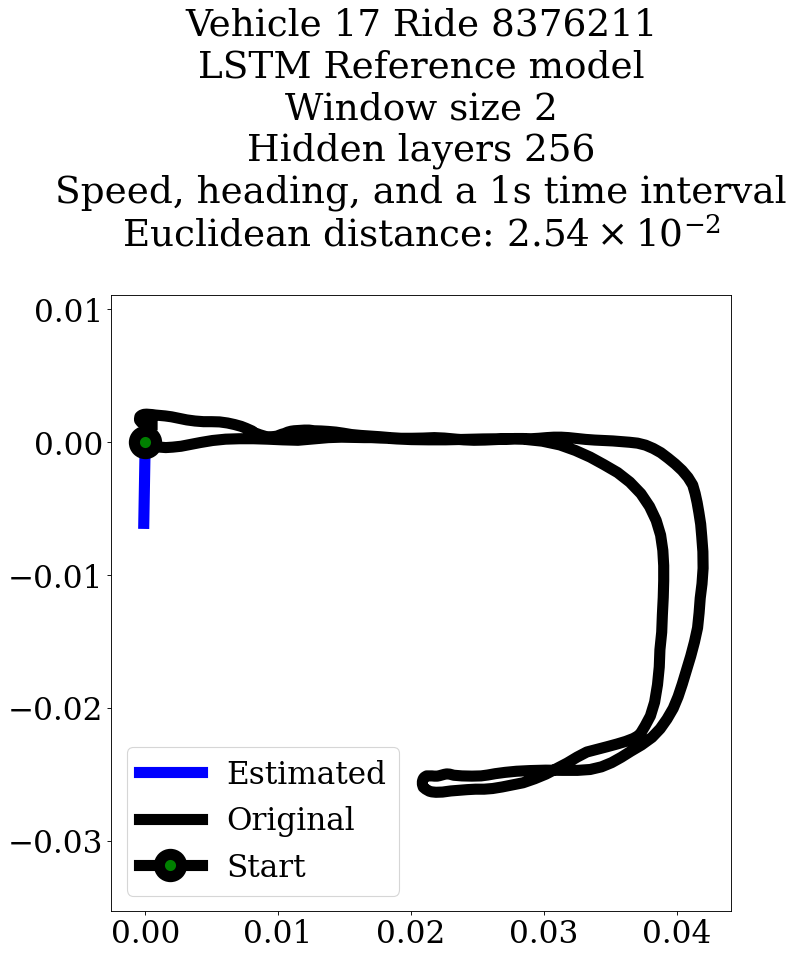 Vehicle 17 Ride 8376211
LSTM Reference model
Window size 2
Hidden layers 256
Speed, heading, and a 1s time interval
Euclidean distance: 2.54 × 10⁻²
0.01
0.00
−0.01
−0.02
−0.03
Estimated
Original
Start
0.00 0.01 0.02 0.03 0.04